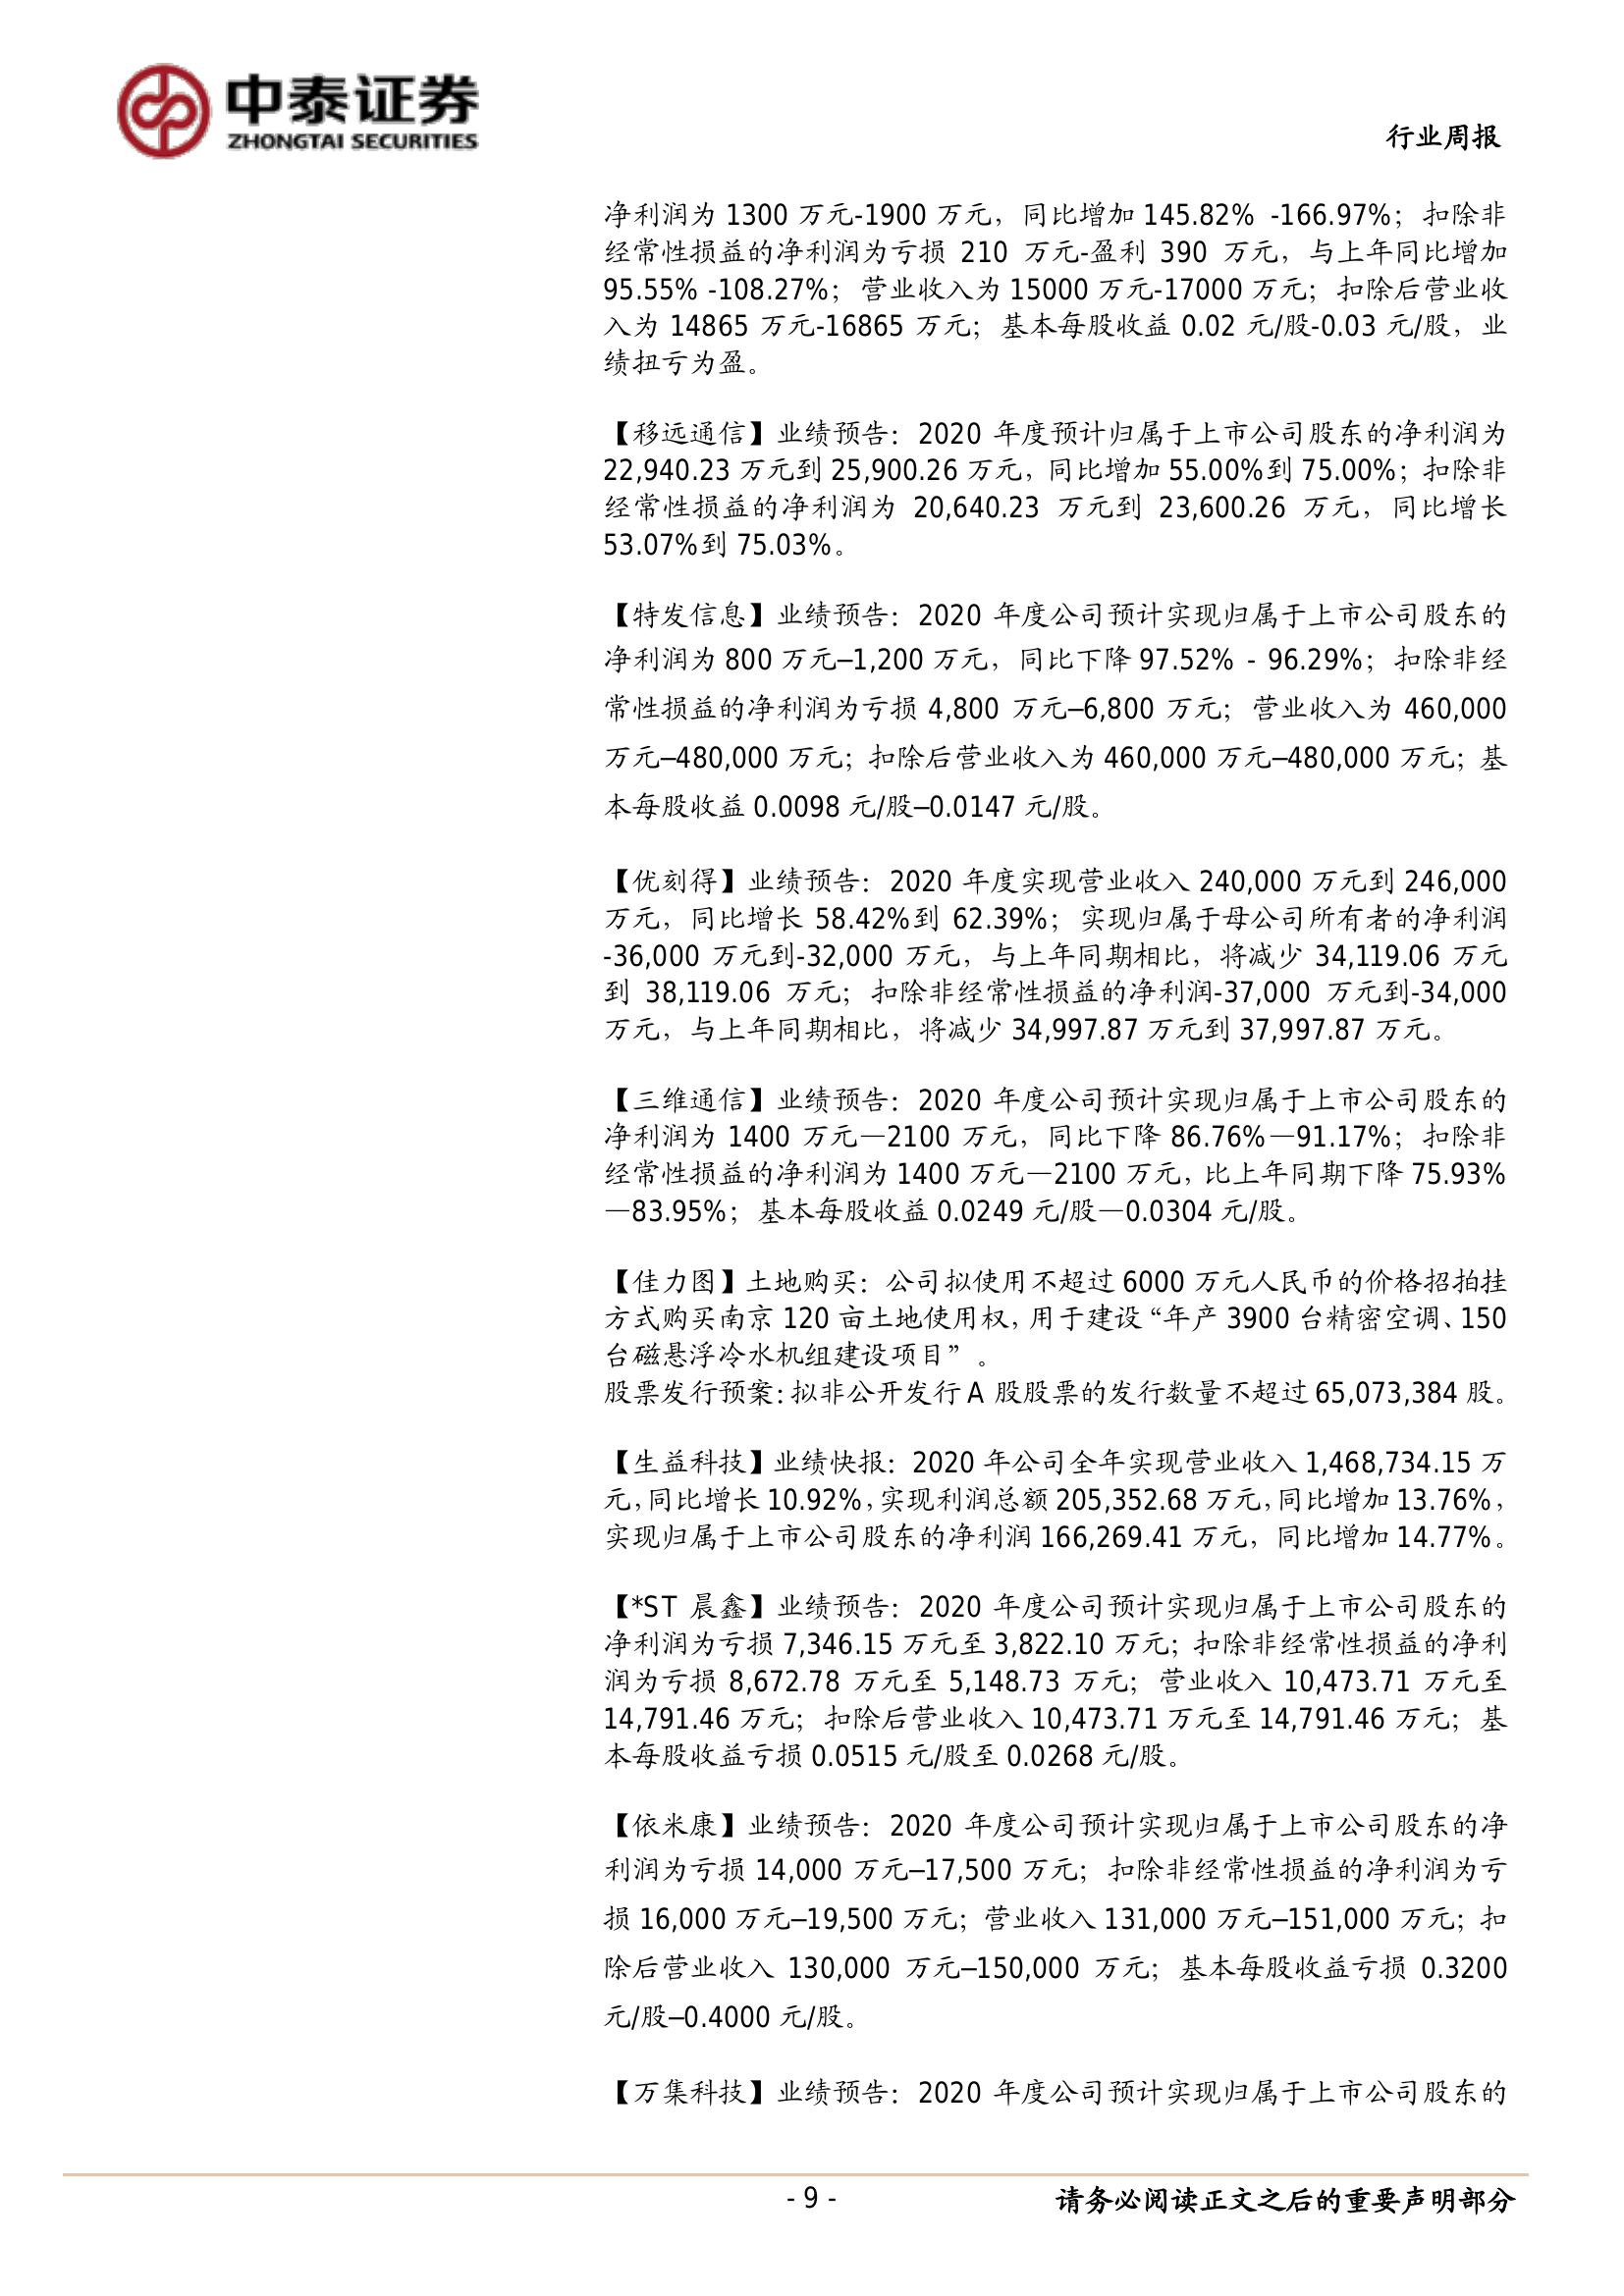 中泰证券
ZHONGTAI SECURITIES
行业周报
净利润为 1300 万元-1900 万元，同比增加 145.82% -166.97%；扣除非
经常性损益的净利润为亏损 210 万元-盈利 390 万元，与上年同比增加
95.55% -108.27%；营业收入为 15000 万元-17000 万元；扣除后营业收
入为 14865 万元-16865 万元；基本每股收益 0.02 元/股-0.03 元/股，业
绩扭亏为盈。
【移远通信】业绩预告：2020 年度预计归属于上市公司股东的净利润为
22,940.23 万元到 25,900.26 万元，同比增加 55.00%到 75.00%；扣除非
经常性损益的净利润为 20,640.23 万元到 23,600.26 万元，同比增长
53.07%到 75.03%。
【特发信息】业绩预告：2020 年度公司预计实现归属于上市公司股东的
净利润为 800 万元–1,200 万元，同比下降 97.52% - 96.29%；扣除非经
常性损益的净利润为亏损 4,800 万元–6,800 万元；营业收入为 460,000
万元–480,000 万元；扣除后营业收入为 460,000 万元–480,000 万元；基
本每股收益 0.0098 元/股–0.0147 元/股。
【优刻得】业绩预告：2020 年度实现营业收入 240,000 万元到 246,000
万元，同比增长 58.42%到 62.39%；实现归属于母公司所有者的净利润
-36,000 万元到-32,000 万元，与上年同期相比，将减少 34,119.06 万元
到 38,119.06 万元；扣除非经常性损益的净利润-37,000 万元到-34,000
万元，与上年同期相比，将减少 34,997.87 万元到 37,997.87 万元。
【三维通信】业绩预告：2020 年度公司预计实现归属于上市公司股东的
净利润为 1400 万元—2100 万元，同比下降 86.76%—91.17%；扣除非
经常性损益的净利润为 1400 万元—2100 万元，比上年同期下降 75.93%
—83.95%；基本每股收益 0.0249 元/股—0.0304 元/股。
【佳力图】土地购买：公司拟使用不超过 6000 万元人民币的价格招拍挂
方式购买南京 120 亩土地使用权，用于建设“年产 3900 台精密空调、150
台磁悬浮冷水机组建设项目”。
股票发行预案：拟非公开发行 A 股股票的发行数量不超过 65,073,384 股。
【生益科技】业绩快报：2020 年公司全年实现营业收入 1,468,734.15 万
元，同比增长 10.92%，实现利润总额 205,352.68 万元，同比增加 13.76%，
实现归属于上市公司股东的净利润 166,269.41 万元，同比增加 14.77%。
【*ST 晨鑫】业绩预告：2020 年度公司预计实现归属于上市公司股东的
净利润为亏损 7,346.15 万元至 3,822.10 万元；扣除非经常性损益的净利
润为亏损 8,672.78 万元至 5,148.73 万元；营业收入 10,473.71 万元至
14,791.46 万元；扣除后营业收入 10,473.71 万元至 14,791.46 万元；基
本每股收益亏损 0.0515 元/股至 0.0268 元/股。
【依米康】业绩预告：2020 年度公司预计实现归属于上市公司股东的净
利润为亏损 14,000 万元–17,500 万元；扣除非经常性损益的净利润为亏
损 16,000 万元–19,500 万元；营业收入 131,000 万元–151,000 万元；扣
除后营业收入 130,000 万元–150,000 万元；基本每股收益亏损 0.3200
元/股–0.4000 元/股。
【万集科技】业绩预告：2020 年度公司预计实现归属于上市公司股东的
- 9 -
请务必阅读正文之后的重要声明部分